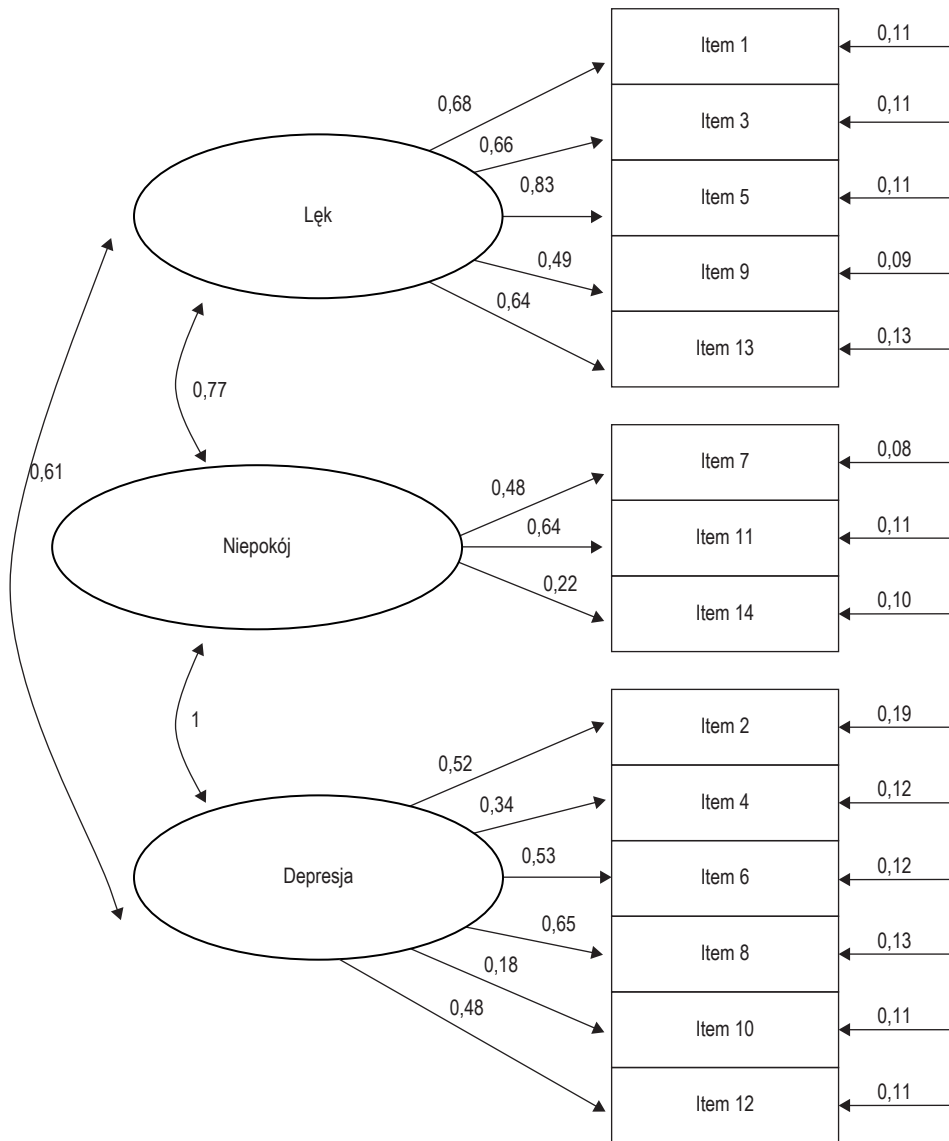 Item 1
0,11
0,68
Item 3
0,11
0,66
Lęk
0,83
Item 5
0,11
0,49
Item 9
0,09
0,64
Item 13
0,13
0,77
0,61
Niepokój
0,48
Item 7
0,08
0,64
Item 11
0,11
0,22
Item 14
0,10
1
0,52
Item 2
0,19
0,34
Item 4
0,12
Depresja
0,53
Item 6
0,12
0,65
Item 8
0,13
0,18
Item 10
0,11
0,48
Item 12
0,11